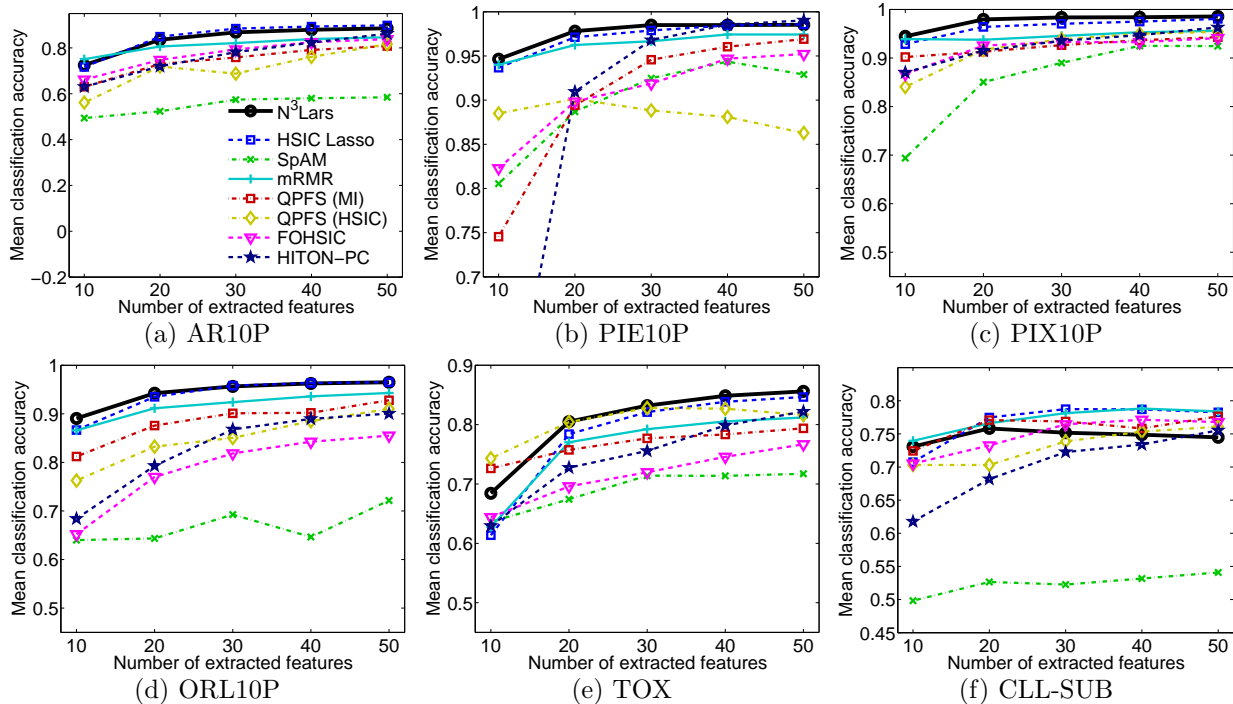 Mean classification accuracy
0.8
0.6
0.4
0.2
0
−0.2
10 20 30 40 50
Number of extracted features
N³Lars
HSIC Lasso
SpAM
mRMR
QPFS (MI)
QPFS (HSIC)
FOHSIC
HITON−PC
(a) AR10P
Mean classification accuracy
1
0.95
0.9
0.85
0.8
0.75
0.7
10 20 30 40 50
Number of extracted features
(b) PIE10P
Mean classification accuracy
1
0.9
0.8
0.7
0.6
0.5
10 20 30 40 50
Number of extracted features
(c) PIX10P
Mean classification accuracy
1
0.9
0.8
0.7
0.6
0.5
10 20 30 40 50
Number of extracted features
(d) ORL10P
Mean classification accuracy
0.9
0.8
0.7
0.6
0.5
10 20 30 40 50
Number of extracted features
(e) TOX
Mean classification accuracy
0.8
0.75
0.7
0.65
0.6
0.55
0.5
0.45
10 20 30 40 50
Number of extracted features
(f) CLL-SUB